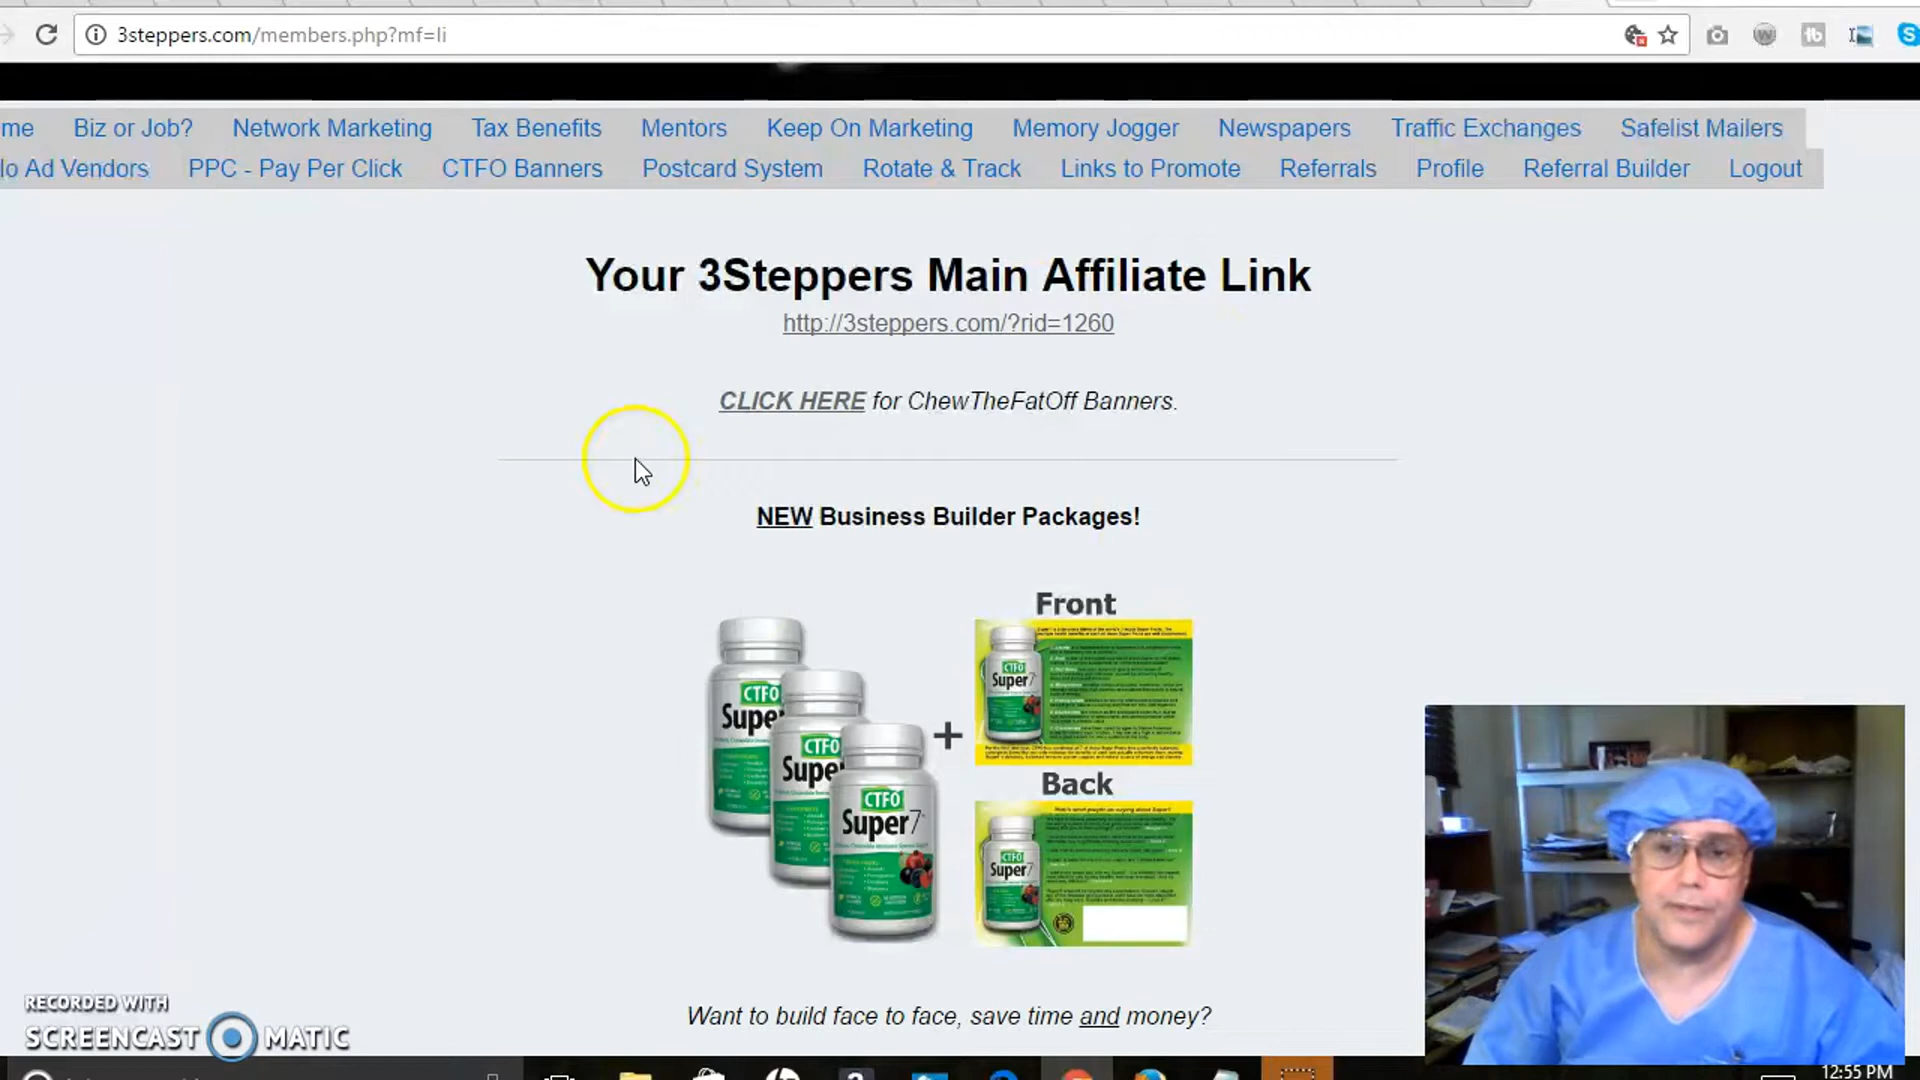 3steppers.com/members.php?mf=li
me Biz or Job? Network Marketing Tax Benefits Mentors Keep On Marketing Memory Jogger Newspapers Traffic Exchanges Safelist Mailers
lo Ad Vendors PPC - Pay Per Click CTFO Banners Postcard System Rotate & Track Links to Promote Referrals Profile Referral Builder Logout
Your 3Steppers Main Affiliate Link
http://3steppers.com/?rid=1260
CLICK HERE for ChewTheFatOff Banners.
NEW Business Builder Packages!
Front
CTFO
Super7
CTFO
Super
CTFO
Super
CTFO
Super7
+
Back
CTFO
Super7
Want to build face to face, save time and money?
RECORDED WITH
SCREENCAST MATIC
12:55 PM